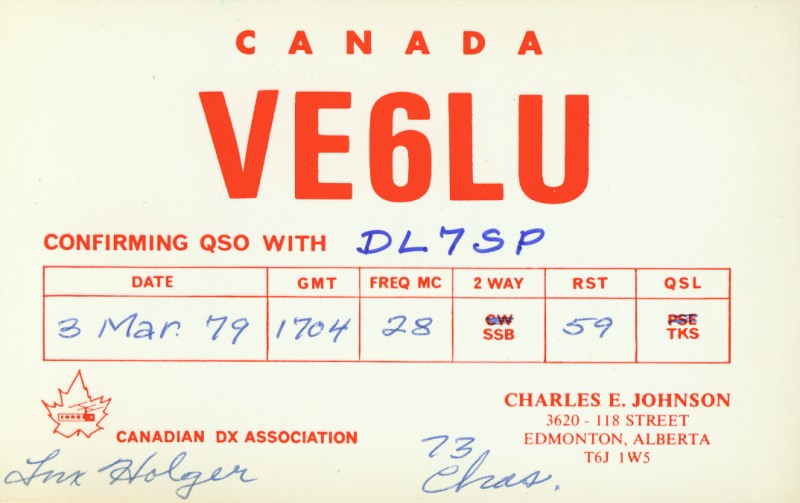 CANADA
VE6LU
CONFIRMING QSO WITH DL7SP
DATE GMT FREQ MC 2 WAY RST QSL
3 Mar. 79 1704 28 CW SSB 59 PSE TKS
CANADIAN DX ASSOCIATION
CHARLES E. JOHNSON
3620 - 118 STREET
EDMONTON, ALBERTA
T6J 1W5
Tnx Holger
73
Chas.